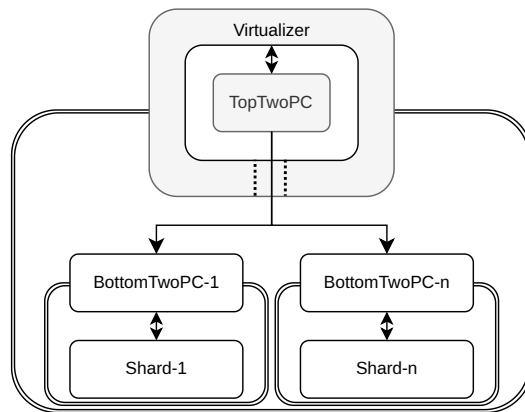 Virtualizer
TopTwoPC
BottomTwoPC-1
BottomTwoPC-n
Shard-1
Shard-n